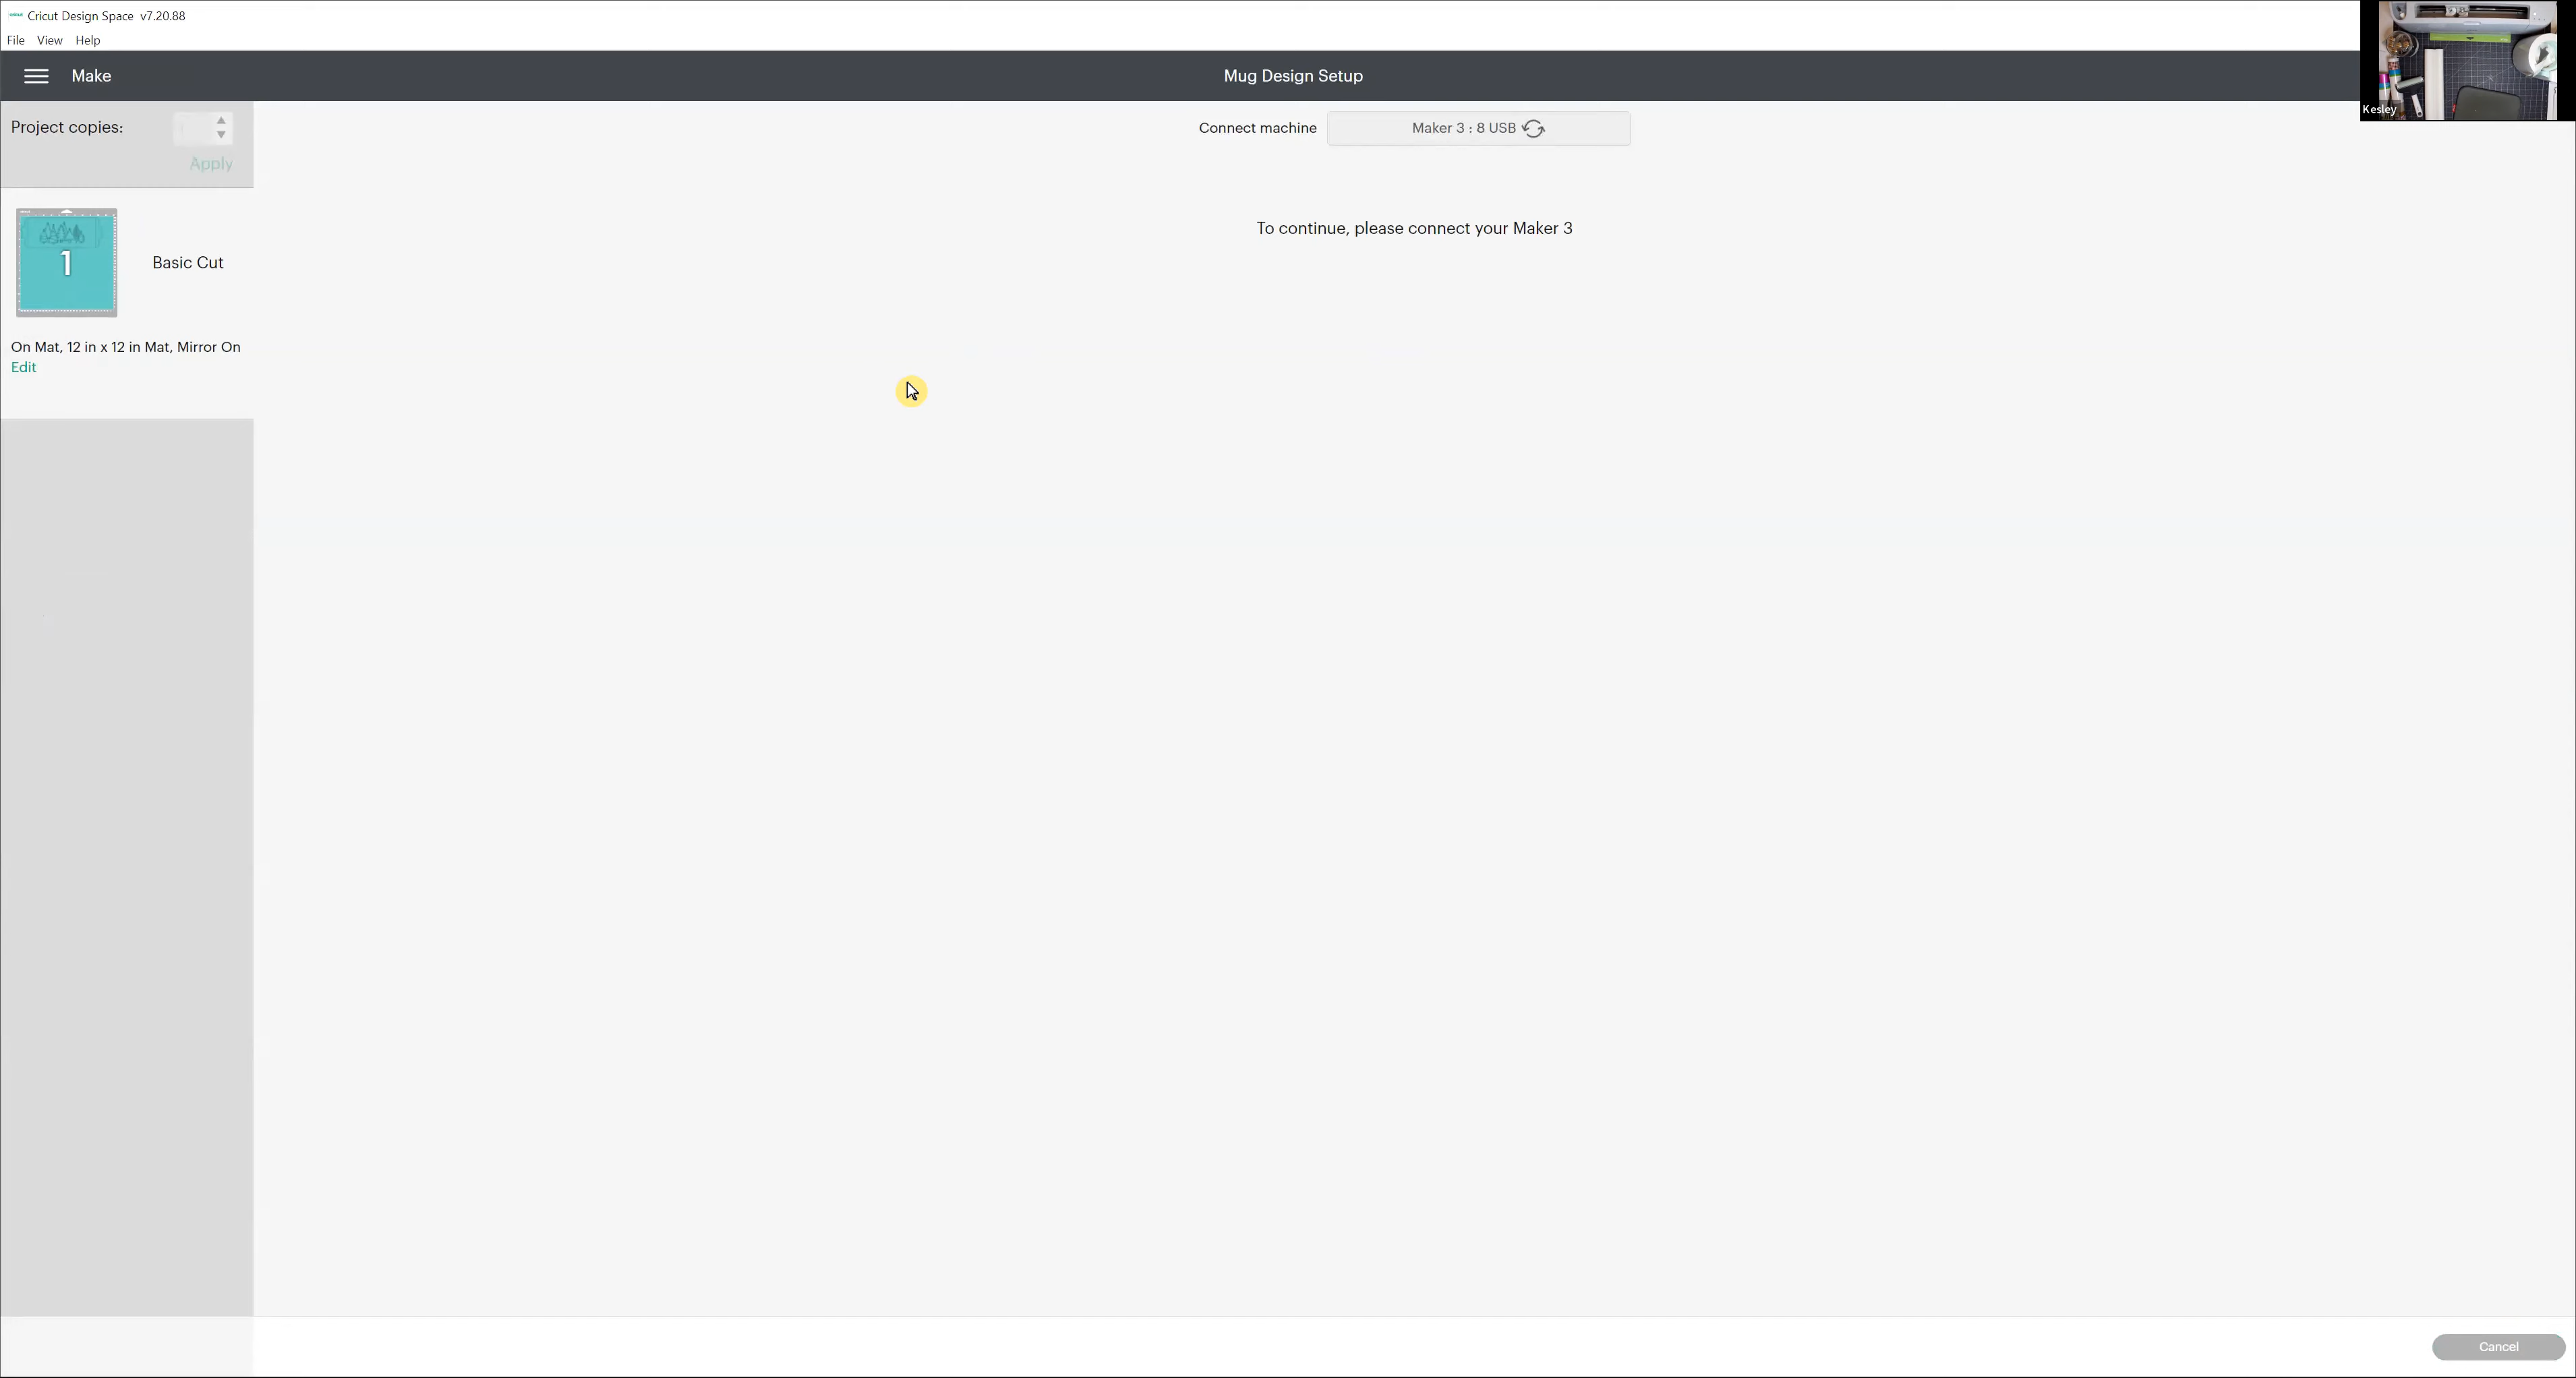 Cricut Design Space v7.20.88
File View Help
Make
Mug Design Setup
Kesley
Project copies:
Apply
Connect machine
Maker 3 : 8 USB
To continue, please connect your Maker 3
1
Basic Cut
On Mat, 12 in x 12 in Mat, Mirror On
Edit
Cancel